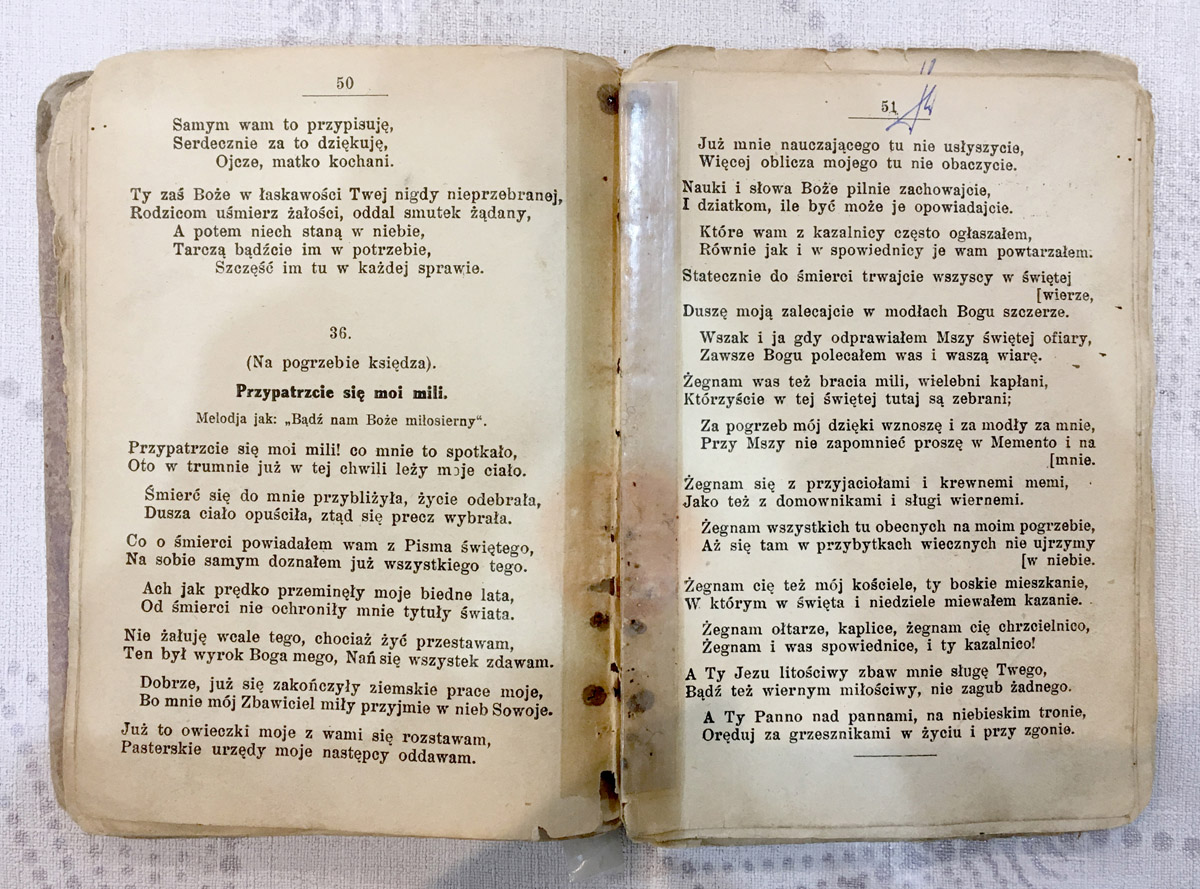 50
Samym wam to przypisuję,
Serdecznie za to dziękuję,
Ojcze, matko kochani.
Ty zaś Boże w łaskawości Twej nigdy nieprzebranej,
Rodzicom uśmierz żałości, oddal smutek żądany,
A potem niech staną w niebie,
Tarczą bądźcie im w potrzebie,
Szczęść im tu w każdej sprawie.
36.
(Na pogrzebie księdza).
Przypatrzcie się moi mili.
Melodja jak: „Bądź nam Boże miłosierny“.
Przypatrzcie się moi mili! co mnie to spotkało,
Oto w trumnie już w tej chwili leży moje ciało.
Śmierć się do mnie przybliżyła, życie odebrała,
Dusza ciało opuściła, ztąd się precz wybrała.
Co o śmierci powiadałem wam z Pisma świętego,
Na sobie samym doznałem już wszystkiego tego.
Ach jak prędko przeminęły moje biedne lata,
Od śmierci nie ochroniły mnie tytuły świata.
Nie żałuję wcale tego, chociaż żyć przestawam,
Ten był wyrok Boga mego, Nań się wszystek zdawam.
Dobrze, już się zakończyły ziemskie prace moje,
Bo mnie mój Zbawiciel miły przyjmie w nieb Sowoje.
Już to owieczki moje z wami się rozstawam,
Pasterskie urzędy moje następcy oddawam.
51
Już mnie nauczającego tu nie usłyszycie,
Więcej oblicza mojego tu nie obaczycie.
Nauki i słowa Boże pilnie zachowajcie,
I dziatkom, ile być może je opowiadajcie.
Które wam z kazalnicy często ogłaszałem,
Równie jak i w spowiednicy je wam powtarzałem.
Statecznie do śmierci trwajcie wszyscy w świętej
[wierze,
Duszę moją zalecajcie w modłach Bogu szczerze.
Wszak i ja gdy odprawiałem Mszy świętej ofiary,
Zawsze Bogu polecałem was i waszą wiarę.
Żegnam was też bracia mili, wielebni kapłani,
Którzyście w tej świętej tutaj są zebrani;
Za pogrzeb mój dzięki wznoszę i za modły za mnie,
Przy Mszy nie zapomnieć proszę w Memento i na
[mnie.
Żegnam się z przyjaciołami i krewnemi memi,
Jako też z domownikami i sługi wiernemi.
Żegnam wszystkich tu obecnych na moim pogrzebie,
Aż się tam w przybytkach wiecznych nie ujrzymy
[w niebie.
Żegnam cię też mój kościele, ty boskie mieszkanie,
W którym w święta i niedziele miewałem kazanie.
Żegnam ołtarze, kaplice, żegnam cię chrzcielnico,
Żegnam i was spowiednice, i ty kazalnico!
A Ty Jezu litościwy zbaw mnie sługę Twego,
Bądź też wiernym miłościwy, nie zagub żadnego.
A Ty Panno nad pannami, na niebieskim tronie,
Oręduj za grzesznikami w życiu i przy zgonie.